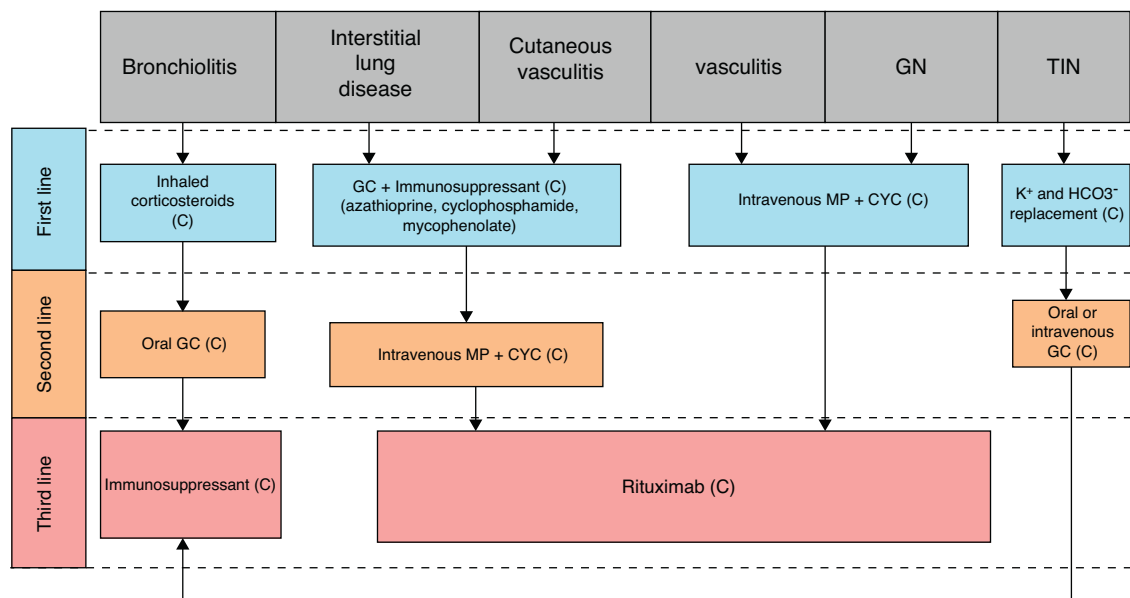 Bronchiolitis
Interstitial
lung
disease
Cutaneous
vasculitis
vasculitis
GN
TIN
First line
Inhaled
corticosteroids
(C)
GC + Immunosuppressant (C)
(azathioprine, cyclophosphamide,
mycophenolate)
Intravenous MP + CYC (C)
K⁺ and HCO3⁻
replacement (C)
Second line
Oral GC (C)
Intravenous MP + CYC (C)
Oral or
intravenous
GC (C)
Third line
Immunosuppressant (C)
Rituximab (C)